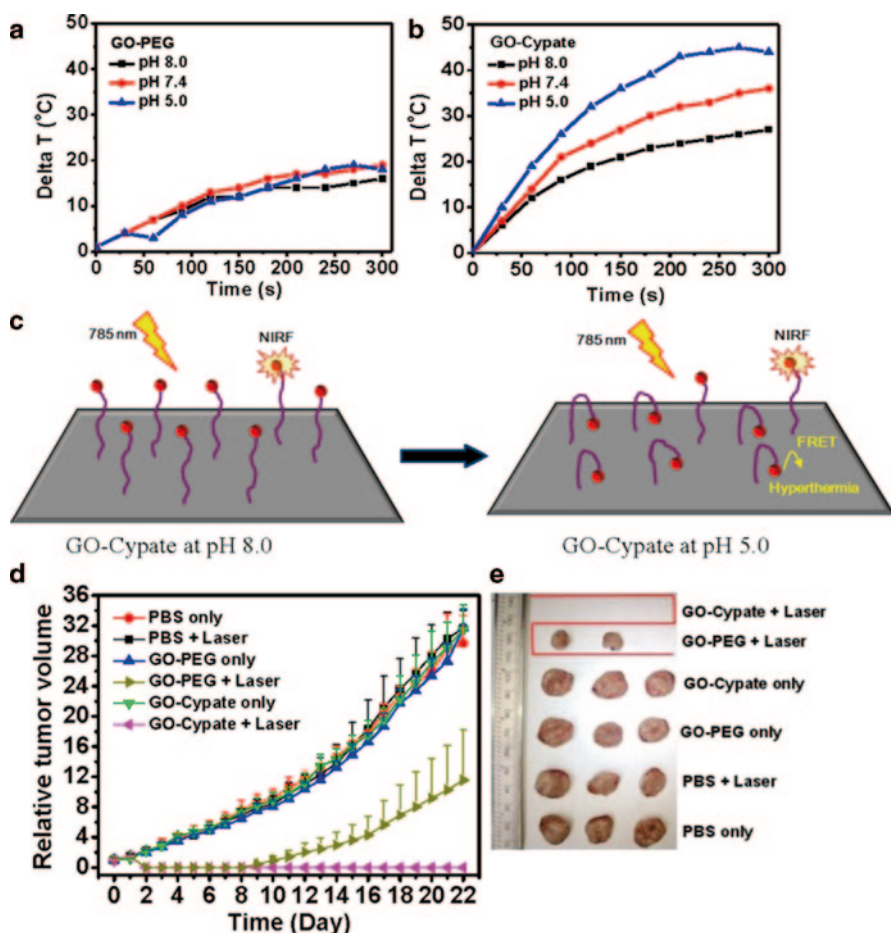 a
50
40
30
20
10
0
Delta T (°C)
GO-PEG
pH 8.0
pH 7.4
pH 5.0
0 50 100 150 200 250 300
Time (s)
b
50
40
30
20
10
0
Delta T (°C)
GO-Cypate
pH 8.0
pH 7.4
pH 5.0
0 50 100 150 200 250 300
Time (s)
c
785 nm
NIRF
GO-Cypate at pH 8.0
785 nm
NIRF
FRET
Hyperthermia
GO-Cypate at pH 5.0
d
36
32
28
24
20
16
12
8
4
0
Relative tumor volume
PBS only
PBS + Laser
GO-PEG only
GO-PEG + Laser
GO-Cypate only
GO-Cypate + Laser
0 2 4 6 8 10 12 14 16 18 20 22
Time (Day)
e
GO-Cypate + Laser
GO-PEG + Laser
GO-Cypate only
GO-PEG only
PBS + Laser
PBS only